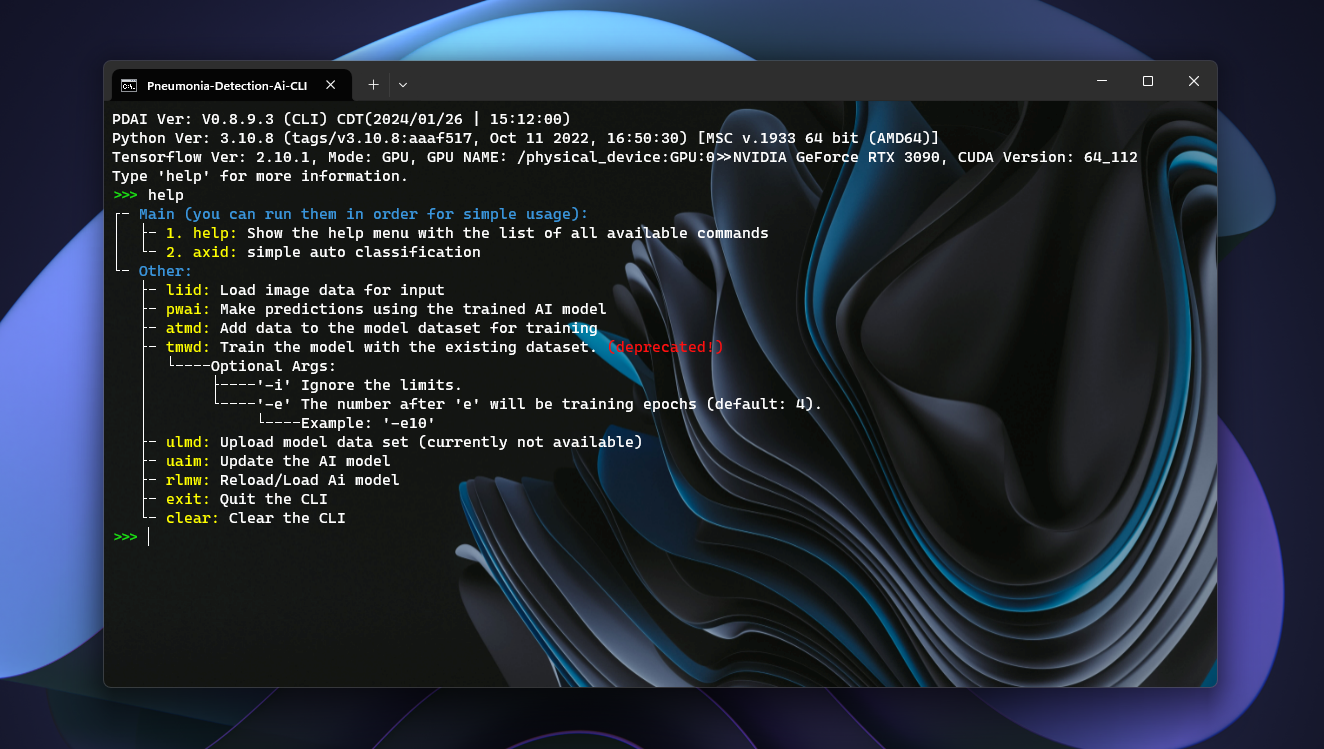 Pneumonia-Detection-Ai-CLI
PDAI Ver: V0.8.9.3 (CLI) CDT(2024/01/26 | 15:12:00)
Python Ver: 3.10.8 (tags/v3.10.8:aaaf517, Oct 11 2022, 16:50:30) [MSC v.1933 64 bit (AMD64)]
Tensorflow Ver: 2.10.1, Mode: GPU, GPU NAME: /physical_device:GPU:0>>NVIDIA GeForce RTX 3090, CUDA Version: 64_112
Type 'help' for more information.
>>> help
Main (you can run them in order for simple usage):
1. help: Show the help menu with the list of all available commands
2. axid: simple auto classification
Other:
liid: Load image data for input
pwai: Make predictions using the trained AI model
atmd: Add data to the model dataset for training
tmwd: Train the model with the existing dataset. (deprecated!)
Optional Args:
'-i' Ignore the limits.
'-e' The number after 'e' will be training epochs (default: 4).
Example: '-e10'
ulmd: Upload model data set (currently not available)
uaim: Update the AI model
rlmw: Reload/Load Ai model
exit: Quit the CLI
clear: Clear the CLI
>>>